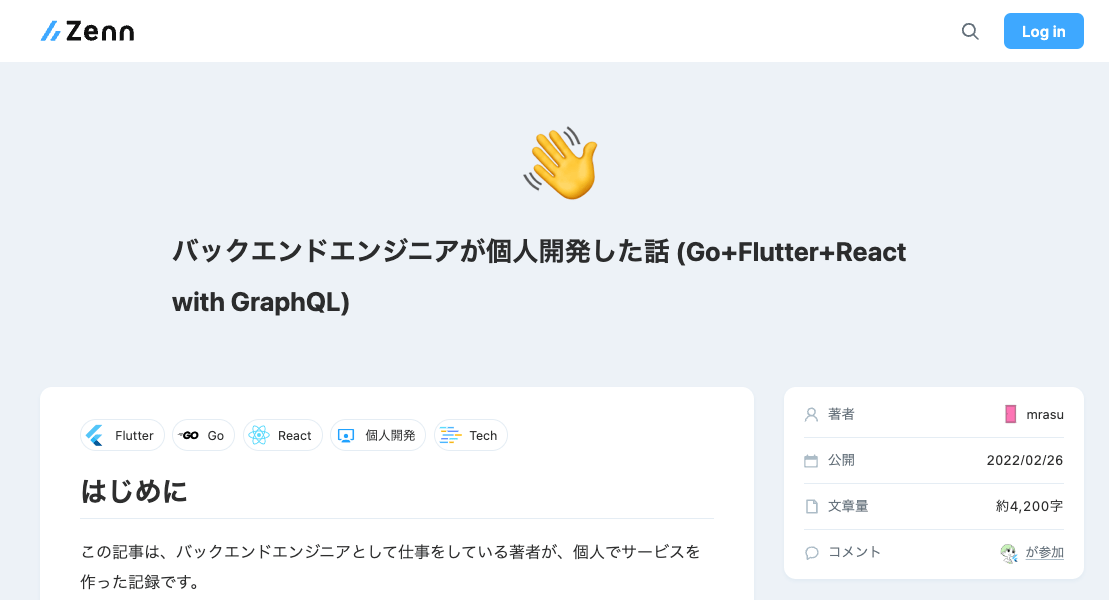 Zenn
Log in
バックエンドエンジニアが個人開発した話 (Go+Flutter+React
with GraphQL)
Flutter
GO Go
React
個人開発
Tech
はじめに
この記事は、バックエンドエンジニアとして仕事をしている著者が、個人でサービスを
作った記録です。
著者 mrasu
公開 2022/02/26
文章量 約4,200字
コメント が参加